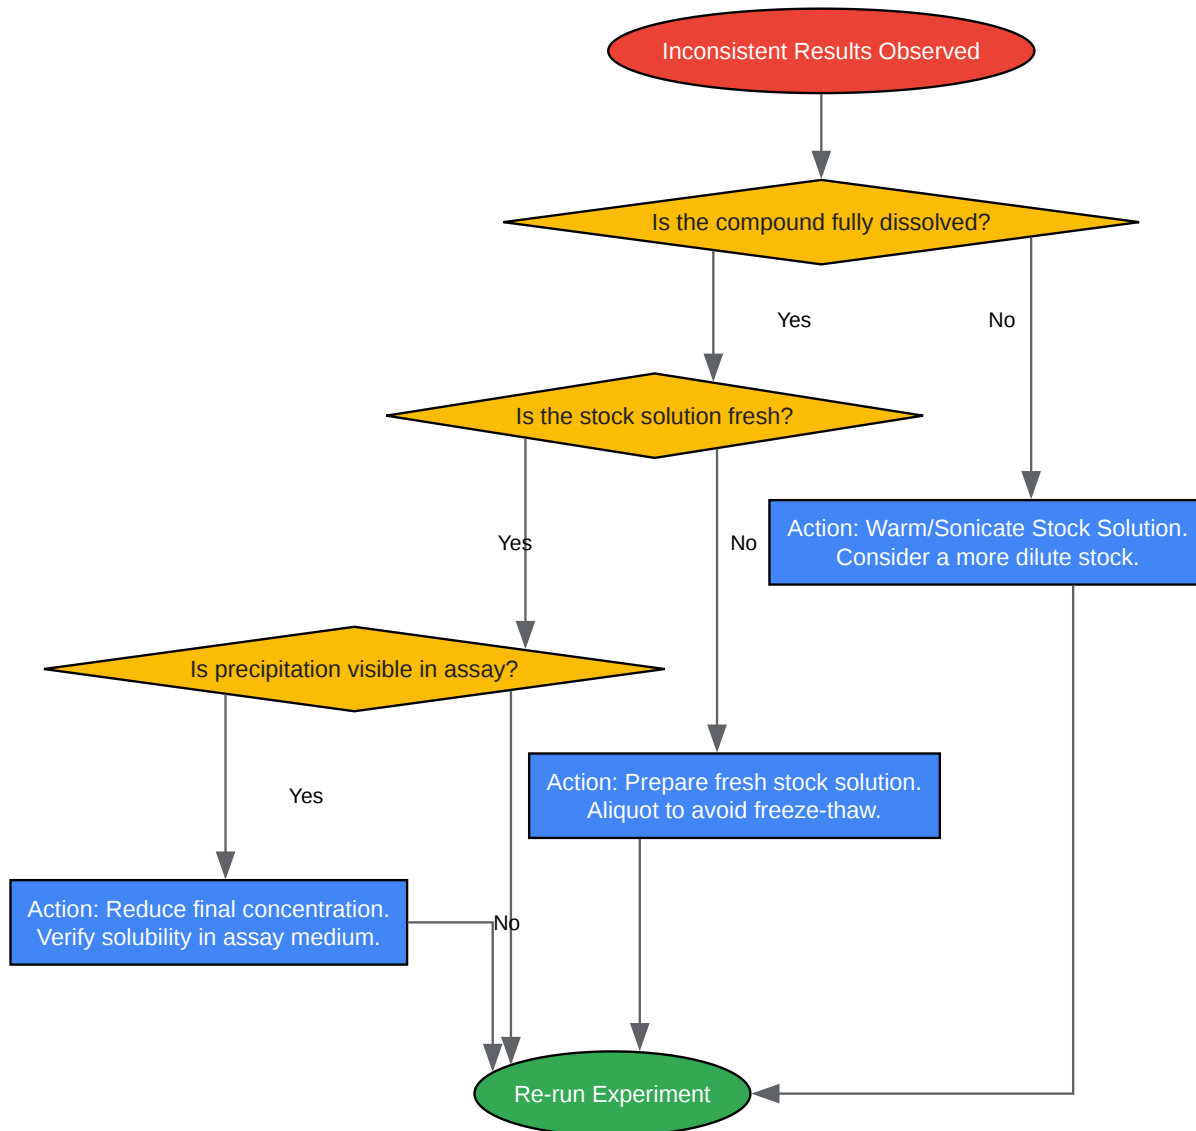 Inconsistent Results Observed
Is the compound fully dissolved?
Yes
No
Is the stock solution fresh?
Yes
No
Action: Warm/Sonicate Stock Solution.
Consider a more dilute stock.
Is precipitation visible in assay?
Yes
Action: Prepare fresh stock solution.
Aliquot to avoid freeze-thaw.
Action: Reduce final concentration.
Verify solubility in assay medium.
No
Re-run Experiment